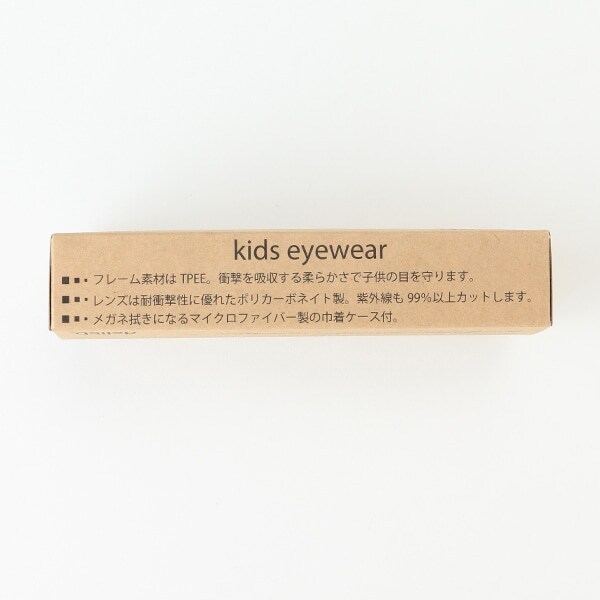 kids eyewear
■ ▪ · フレーム素材は TPEE。衝撃を吸収する柔らかさで子供の目を守ります。
■ ▪ · レンズは耐衝撃性に優れたポリカーボネイト製。紫外線も 99%以上カットします。
■ ▪ · メガネ拭きになるマイクロファイバー製の巾着ケース付。